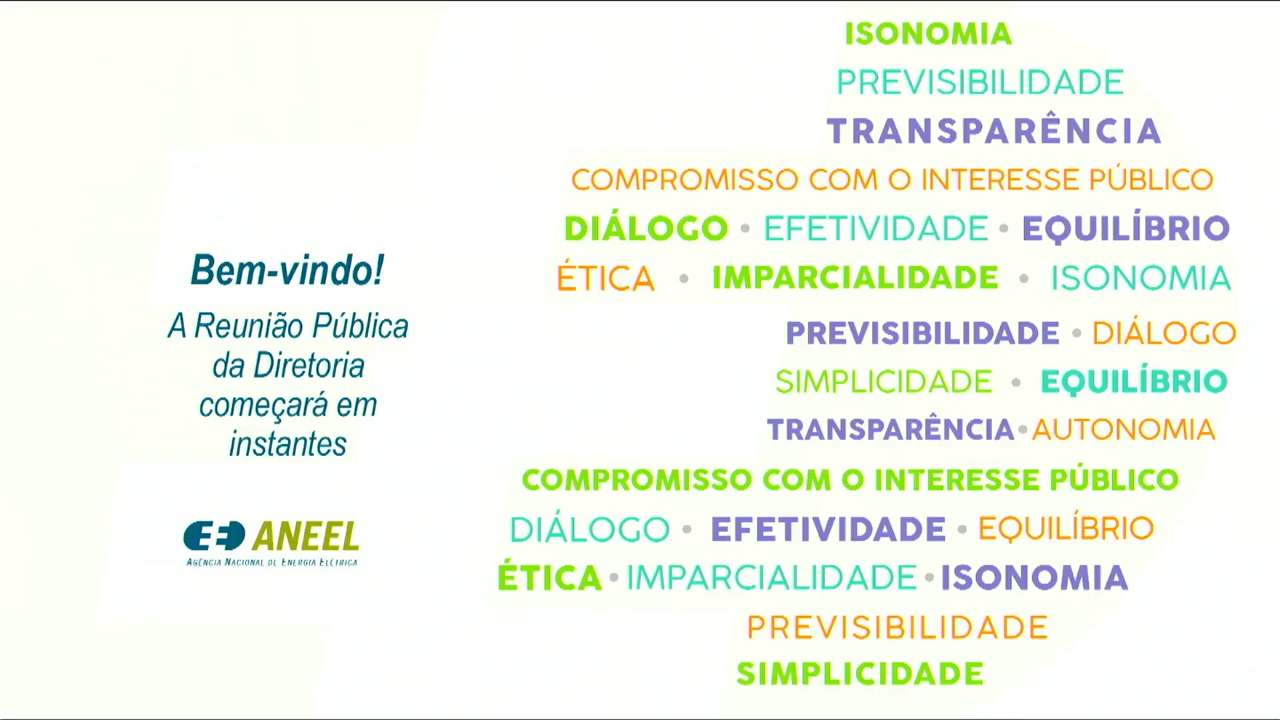 Bem-vindo!
A Reunião Pública
da Diretoria
começará em
instantes
ANEEL
AGÊNCIA NACIONAL DE ENERGIA ELÉTRICA
ISONOMIA
PREVISIBILIDADE
TRANSPARÊNCIA
COMPROMISSO COM O INTERESSE PÚBLICO
DIÁLOGO • EFETIVIDADE • EQUILÍBRIO
ÉTICA • IMPARCIALIDADE • ISONOMIA
PREVISIBILIDADE • DIÁLOGO
SIMPLICIDADE • EQUILÍBRIO
TRANSPARÊNCIA • AUTONOMIA
COMPROMISSO COM O INTERESSE PÚBLICO
DIÁLOGO • EFETIVIDADE • EQUILÍBRIO
ÉTICA • IMPARCIALIDADE • ISONOMIA
PREVISIBILIDADE
SIMPLICIDADE